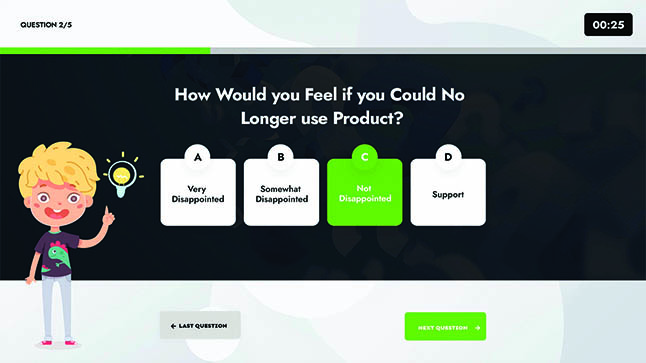 QUESTION 2/5
00:25
How Would you Feel if you Could No
Longer use Product?
A
Very
Disappointed
B
Somewhat
Disappointed
C
Not
Disappointed
D
Support
← LAST QUESTION
NEXT QUESTION →